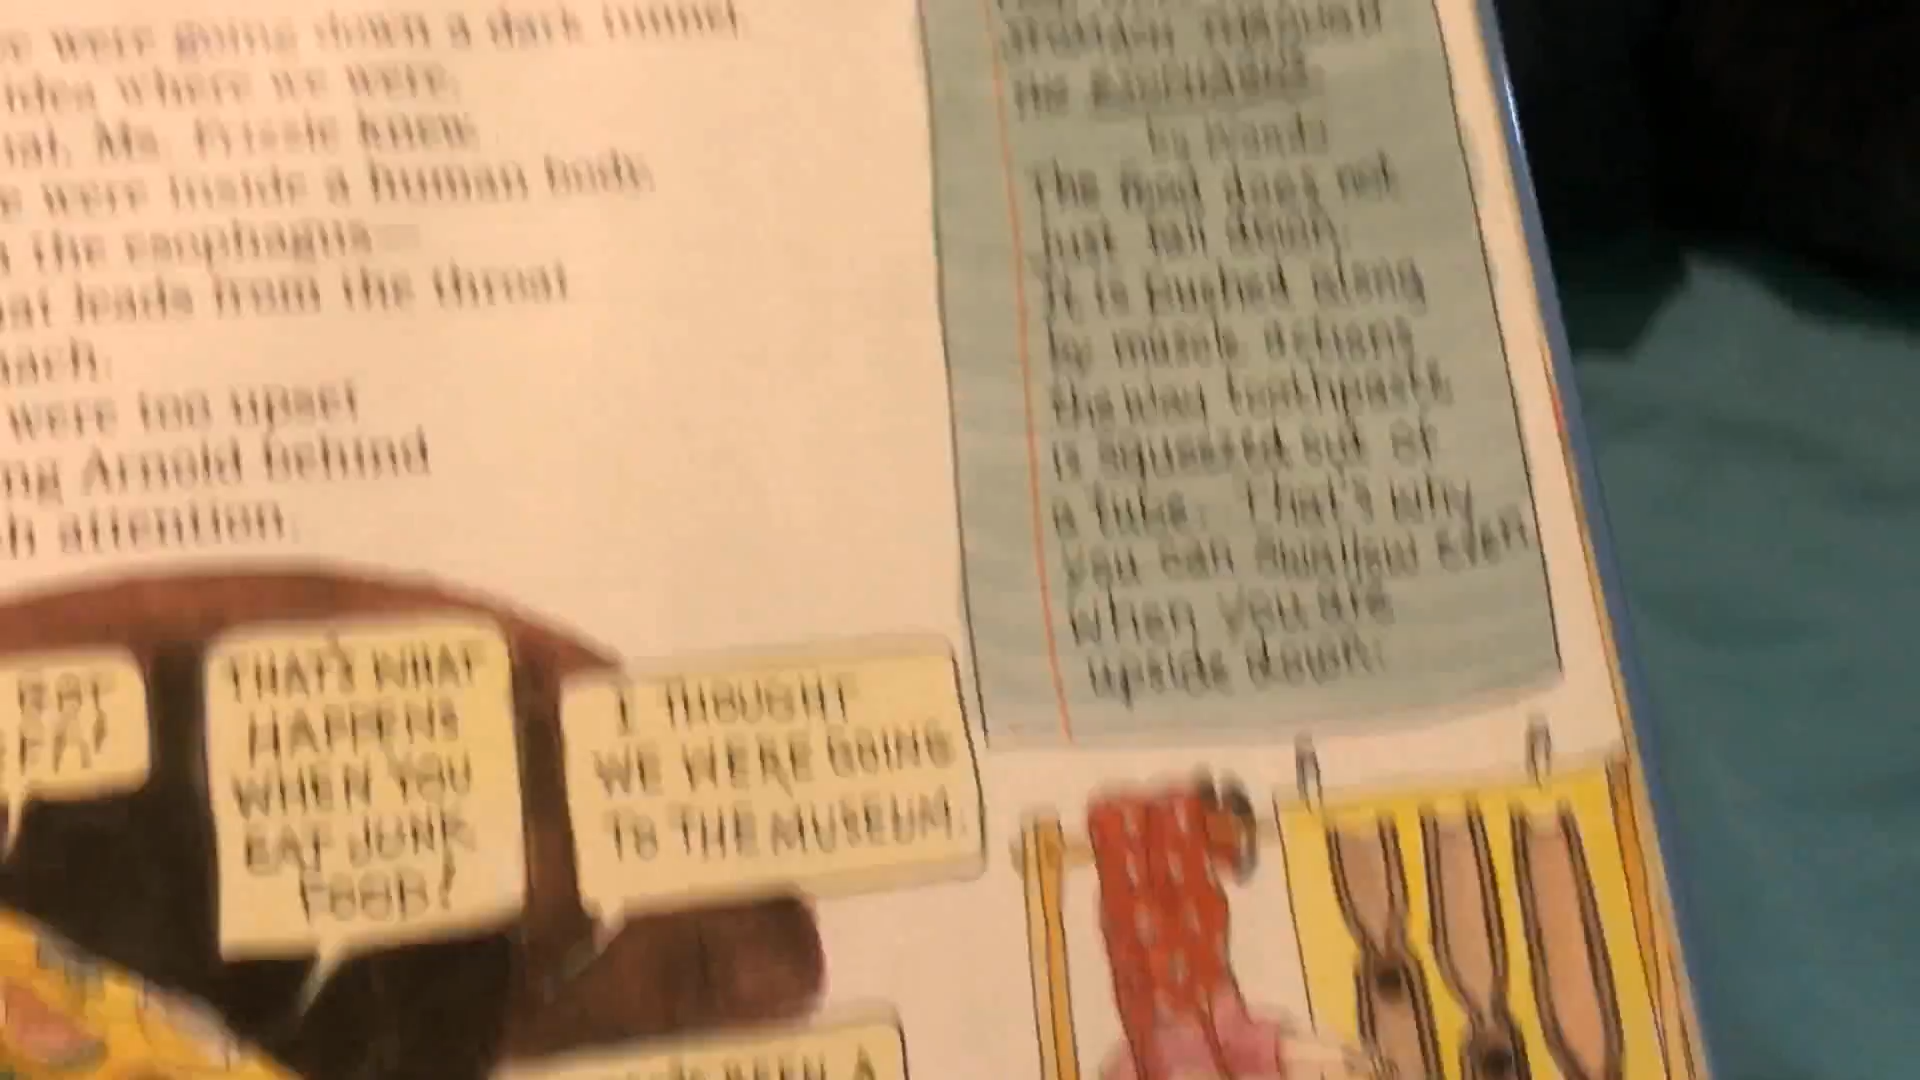 were going down a dark tunnel
idea where we were.
Ms. Frizzle knew
were inside a human body,
the esophagus—
leads from the throat
were too upset
Arnold behind
attention.
THE ESOPHAGUS
by Wanda
The food does not
just fall down.
It is pushed along
by muscle actions
the way toothpaste
is squeezed out of
a tube. That's why
you can swallow even
when you are
upside down.
THAT'S WHAT
HAPPENS
WHEN YOU
EAT JUNK
FOOD!
I THOUGHT
WE WERE GOING
TO THE MUSEUM.
BEEN A